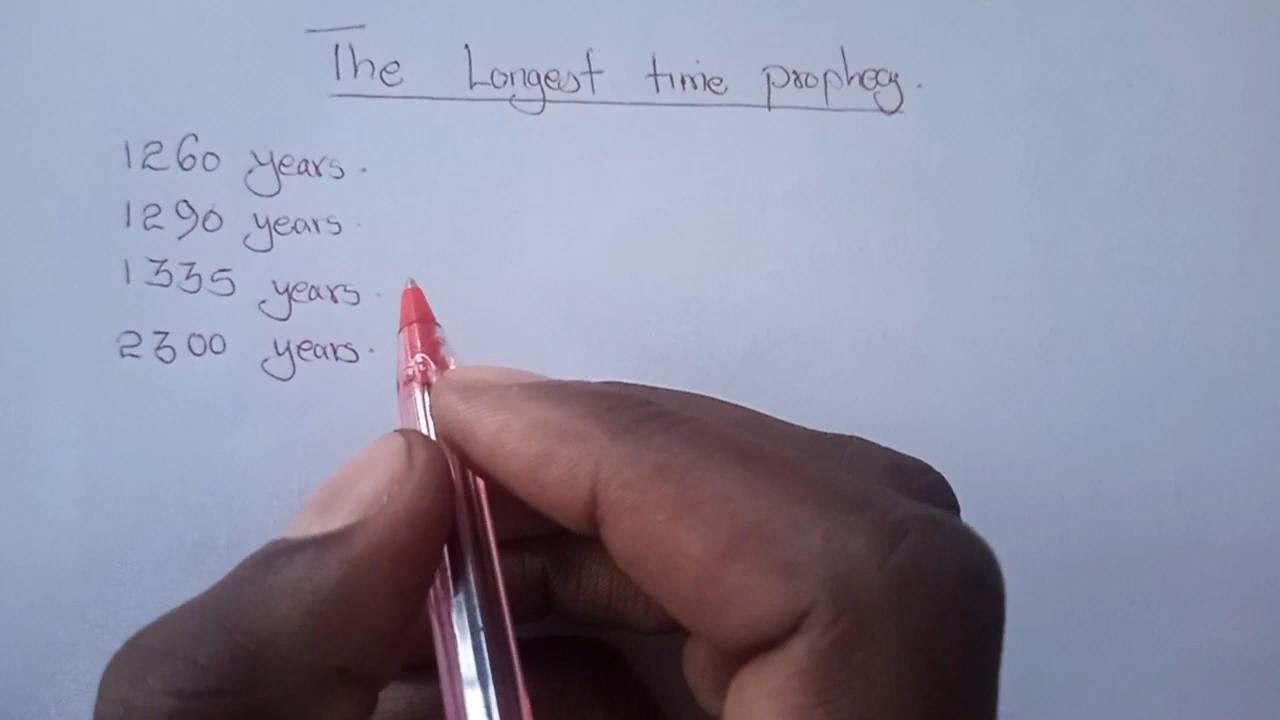 The Longest time prophecy.
1260 years.
1290 years.
1335 years.
2300 years.